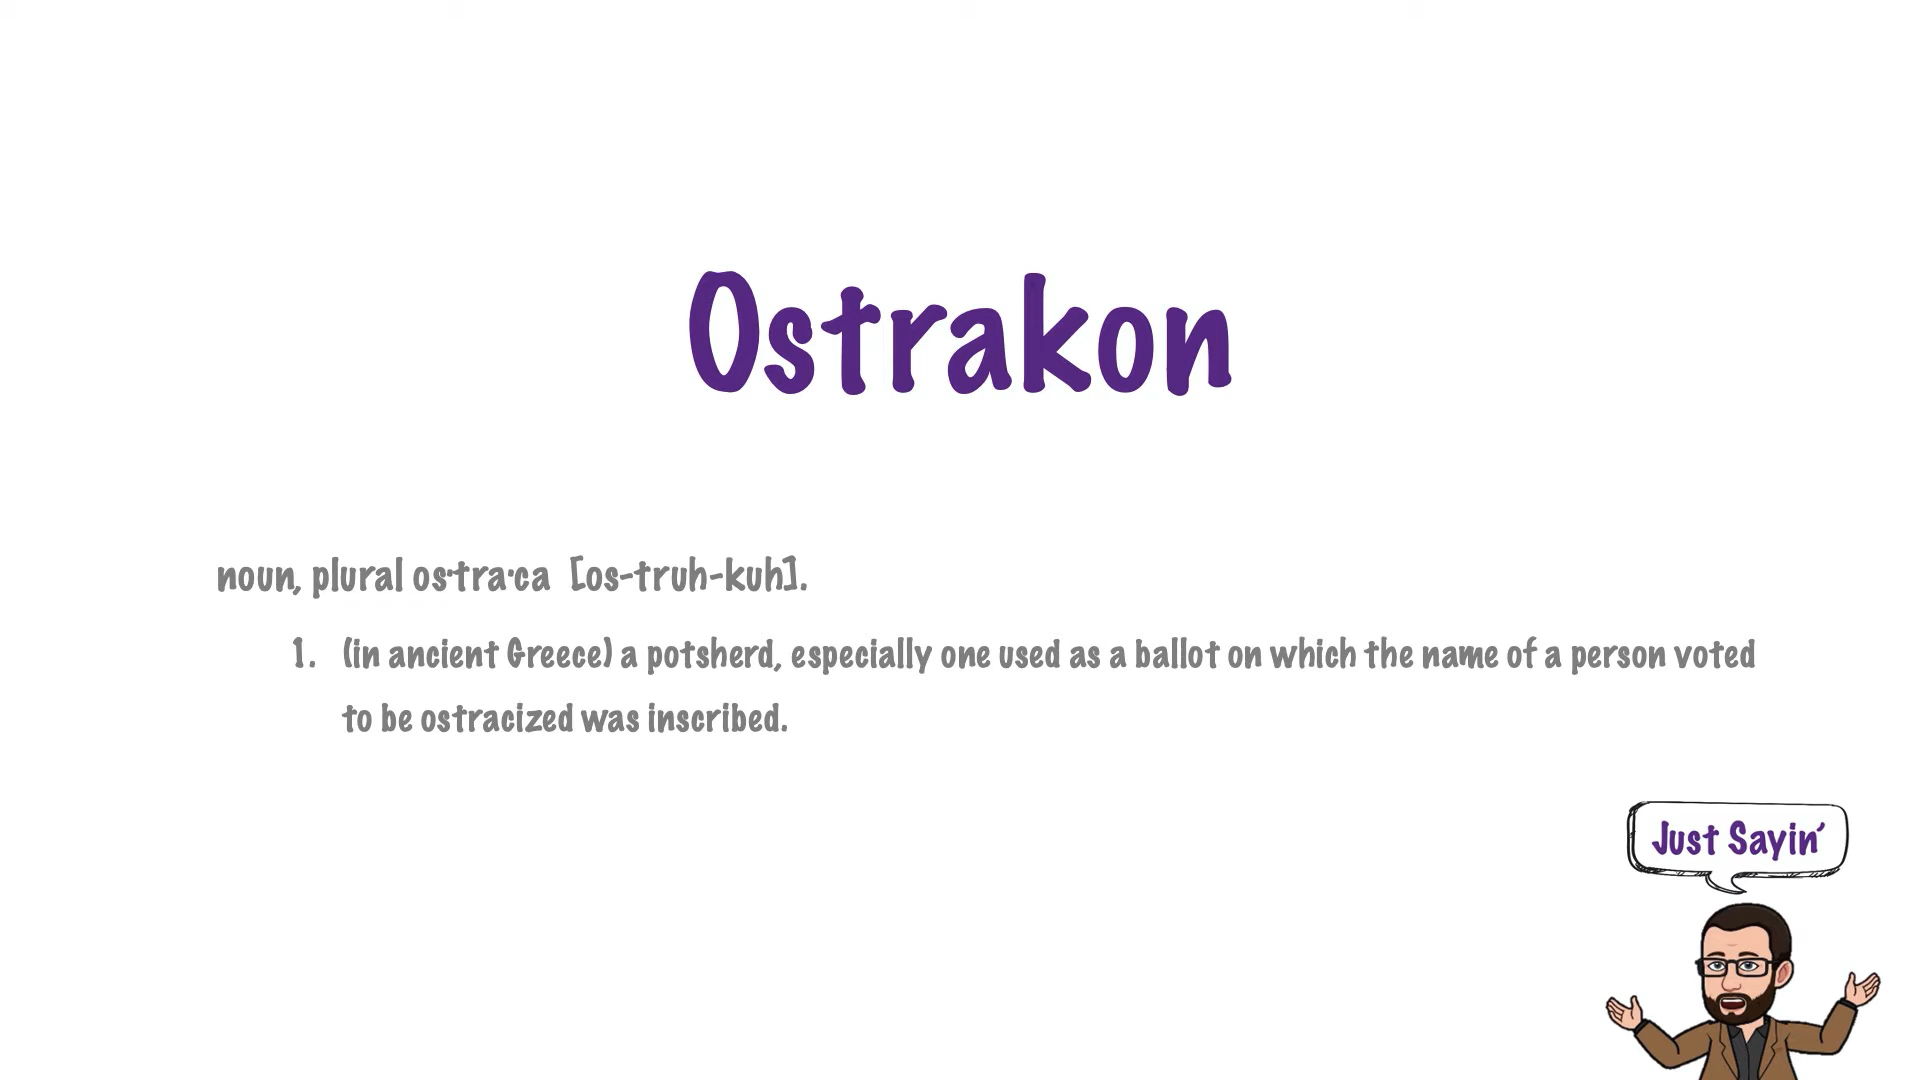 Ostrakon
noun, plural os·tra·ca [os-truh-kuh].
1. (in ancient Greece) a potsherd, especially one used as a ballot on which the name of a person voted
to be ostracized was inscribed.
Just Sayin'